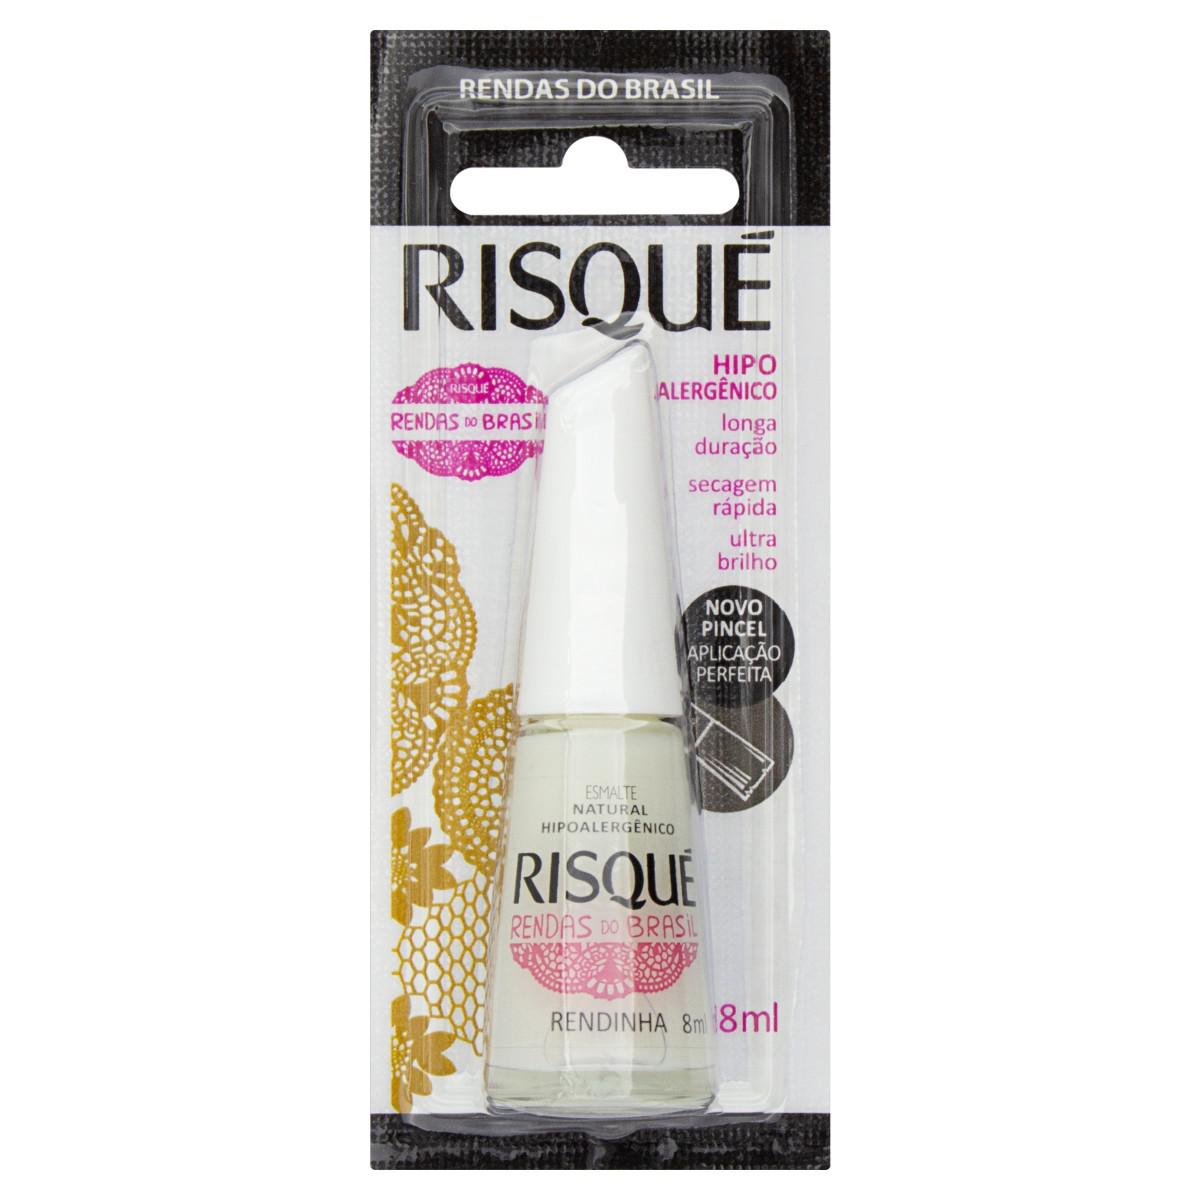 RENDAS DO BRASIL
RISQUÉ
HIPO
ALERGÊNICO
longa
duração
secagem
rápida
ultra
brilho
RISQUÉ
RENDAS DO BRASiL
NOVO
PINCEL
APLICAÇÃO
PERFEITA
ESMALTE
NATURAL
HIPOALERGÊNICO
RISQUÉ
RENDAS DO BRASiL
RENDINHA 8ml
8ml